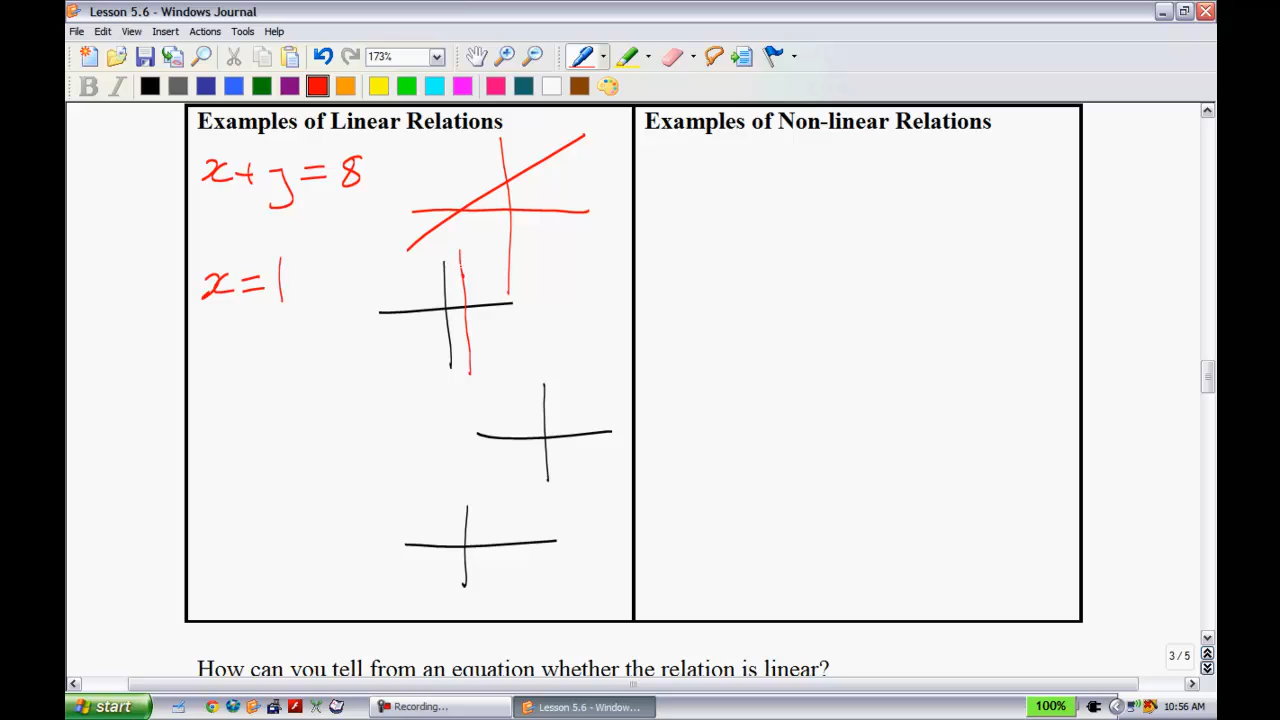 Lesson 5.6 - Windows Journal
File Edit View Insert Actions Tools Help
173%
B I
Examples of Linear Relations
Examples of Non-linear Relations
x + y = 8
x = 1
How can you tell from an equation whether the relation is linear?
3 / 5
start
Recording...
Lesson 5.6 - Window...
100%
10:56 AM